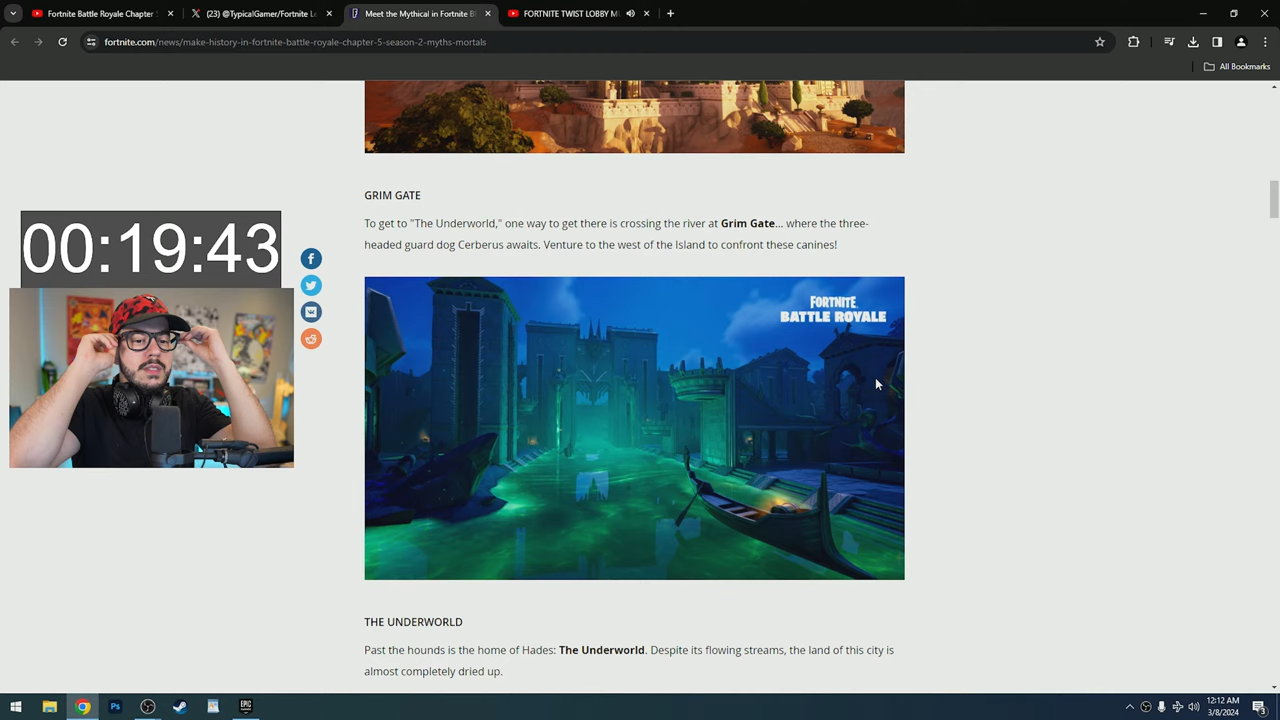 Fortnite Battle Royale Chapter 5
(23) @TypicalGamer/Fortnite Le
Meet the Mythical in Fortnite B
FORTNITE TWIST LOBBY MU
fortnite.com/news/make-history-in-fortnite-battle-royale-chapter-5-season-2-myths-mortals
All Bookmarks
GRIM GATE
To get to "The Underworld," one way to get there is crossing the river at Grim Gate... where the three-
headed guard dog Cerberus awaits. Venture to the west of the Island to confront these canines!
00:19:43
FORTNITE
BATTLE ROYALE
THE UNDERWORLD
Past the hounds is the home of Hades: The Underworld. Despite its flowing streams, the land of this city is
almost completely dried up.
12:12 AM
3/8/2024